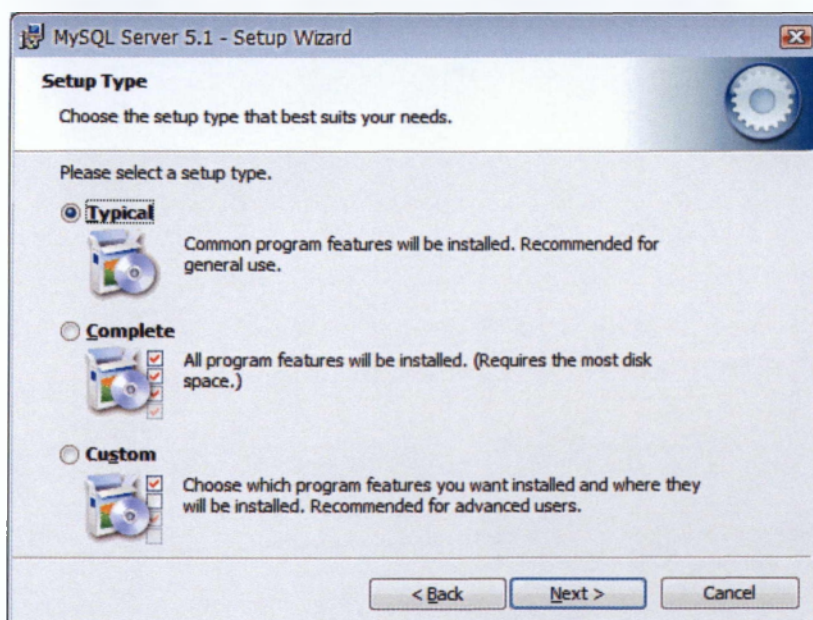 MySQL Server 5.1 - Setup Wizard
Setup Type
Choose the setup type that best suits your needs.
Please select a setup type.
Typical
Common program features will be installed. Recommended for
general use.
Complete
All program features will be installed. (Requires the most disk
space.)
Custom
Choose which program features you want installed and where they
will be installed. Recommended for advanced users.
< Back
Next >
Cancel